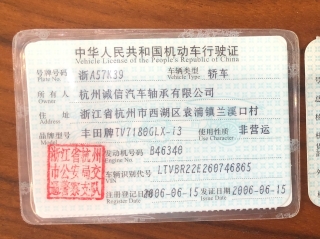 中华人民共和国机动车行驶证
Vehicle License of the People's Republic of China
号牌号码 浙A57K39 车辆类型 轿车
Plate No. Vehicle Type
所有人 杭州诚信汽车轴承有限公司
住址 浙江省杭州市西湖区袁浦镇兰溪口村
品牌型号 丰田牌TV7180GLX-i3 使用性质 非营运
发动机号码 B46340
车辆识别代号 LTVBR22E260746865
注册登记日期 2006-06-15 发证日期 2006-06-15
浙江省杭州
市公安局交
通警察支队